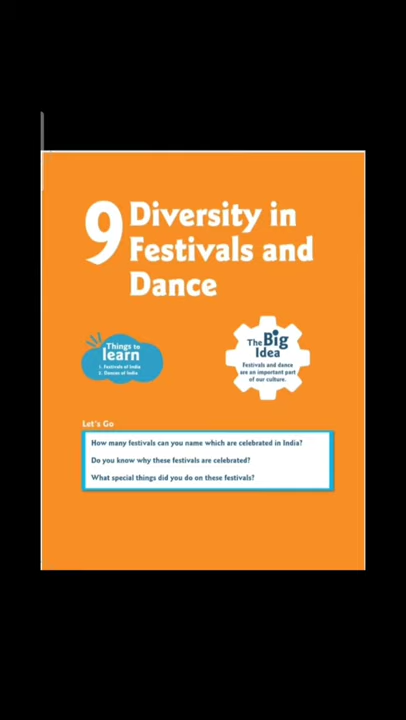 9 Diversity in
Festivals and
Dance
Things to
learn
1. Festivals of India
2. Dances of India
The Big
Idea
Festivals and dance
are an important part
of our culture.
Let's Go
How many festivals can you name which are celebrated in India?
Do you know why these festivals are celebrated?
What special things did you do on these festivals?